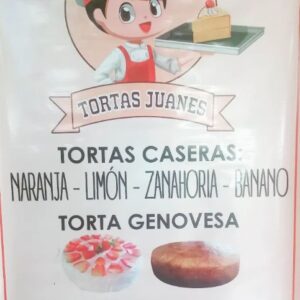 TORTAS JUANES
TORTAS CASERAS:
NARANJA - LIMÓN - ZANAHORIA - BANANO
TORTA GENOVESA